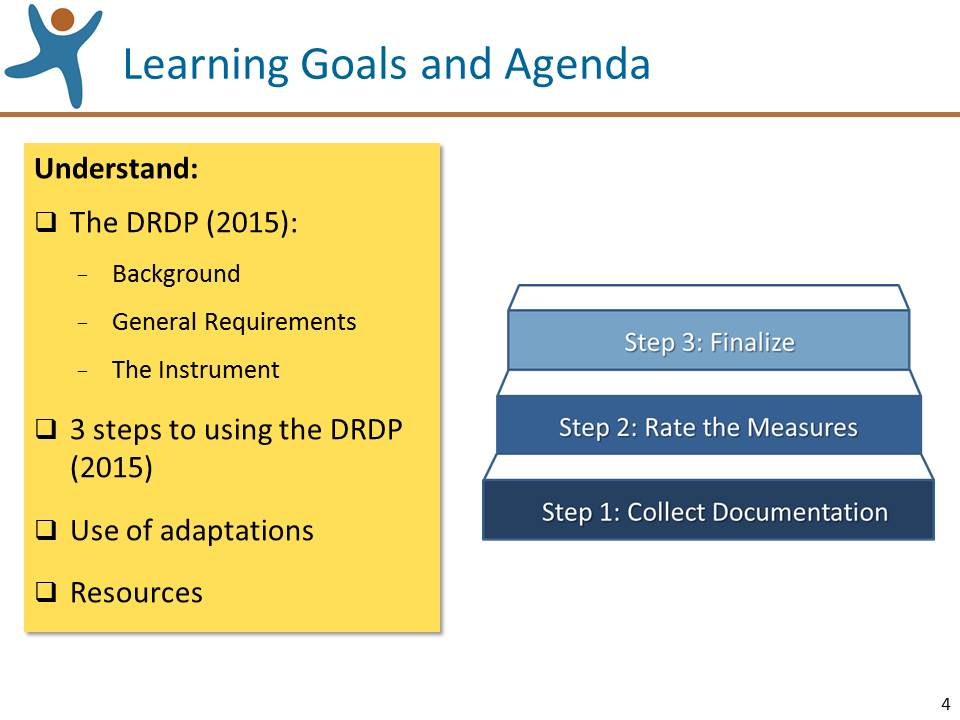 Learning Goals and Agenda
Understand:
❑ The DRDP (2015):
– Background
– General Requirements
– The Instrument
❑ 3 steps to using the DRDP
(2015)
❑ Use of adaptations
❑ Resources
Step 3: Finalize
Step 2: Rate the Measures
Step 1: Collect Documentation
4